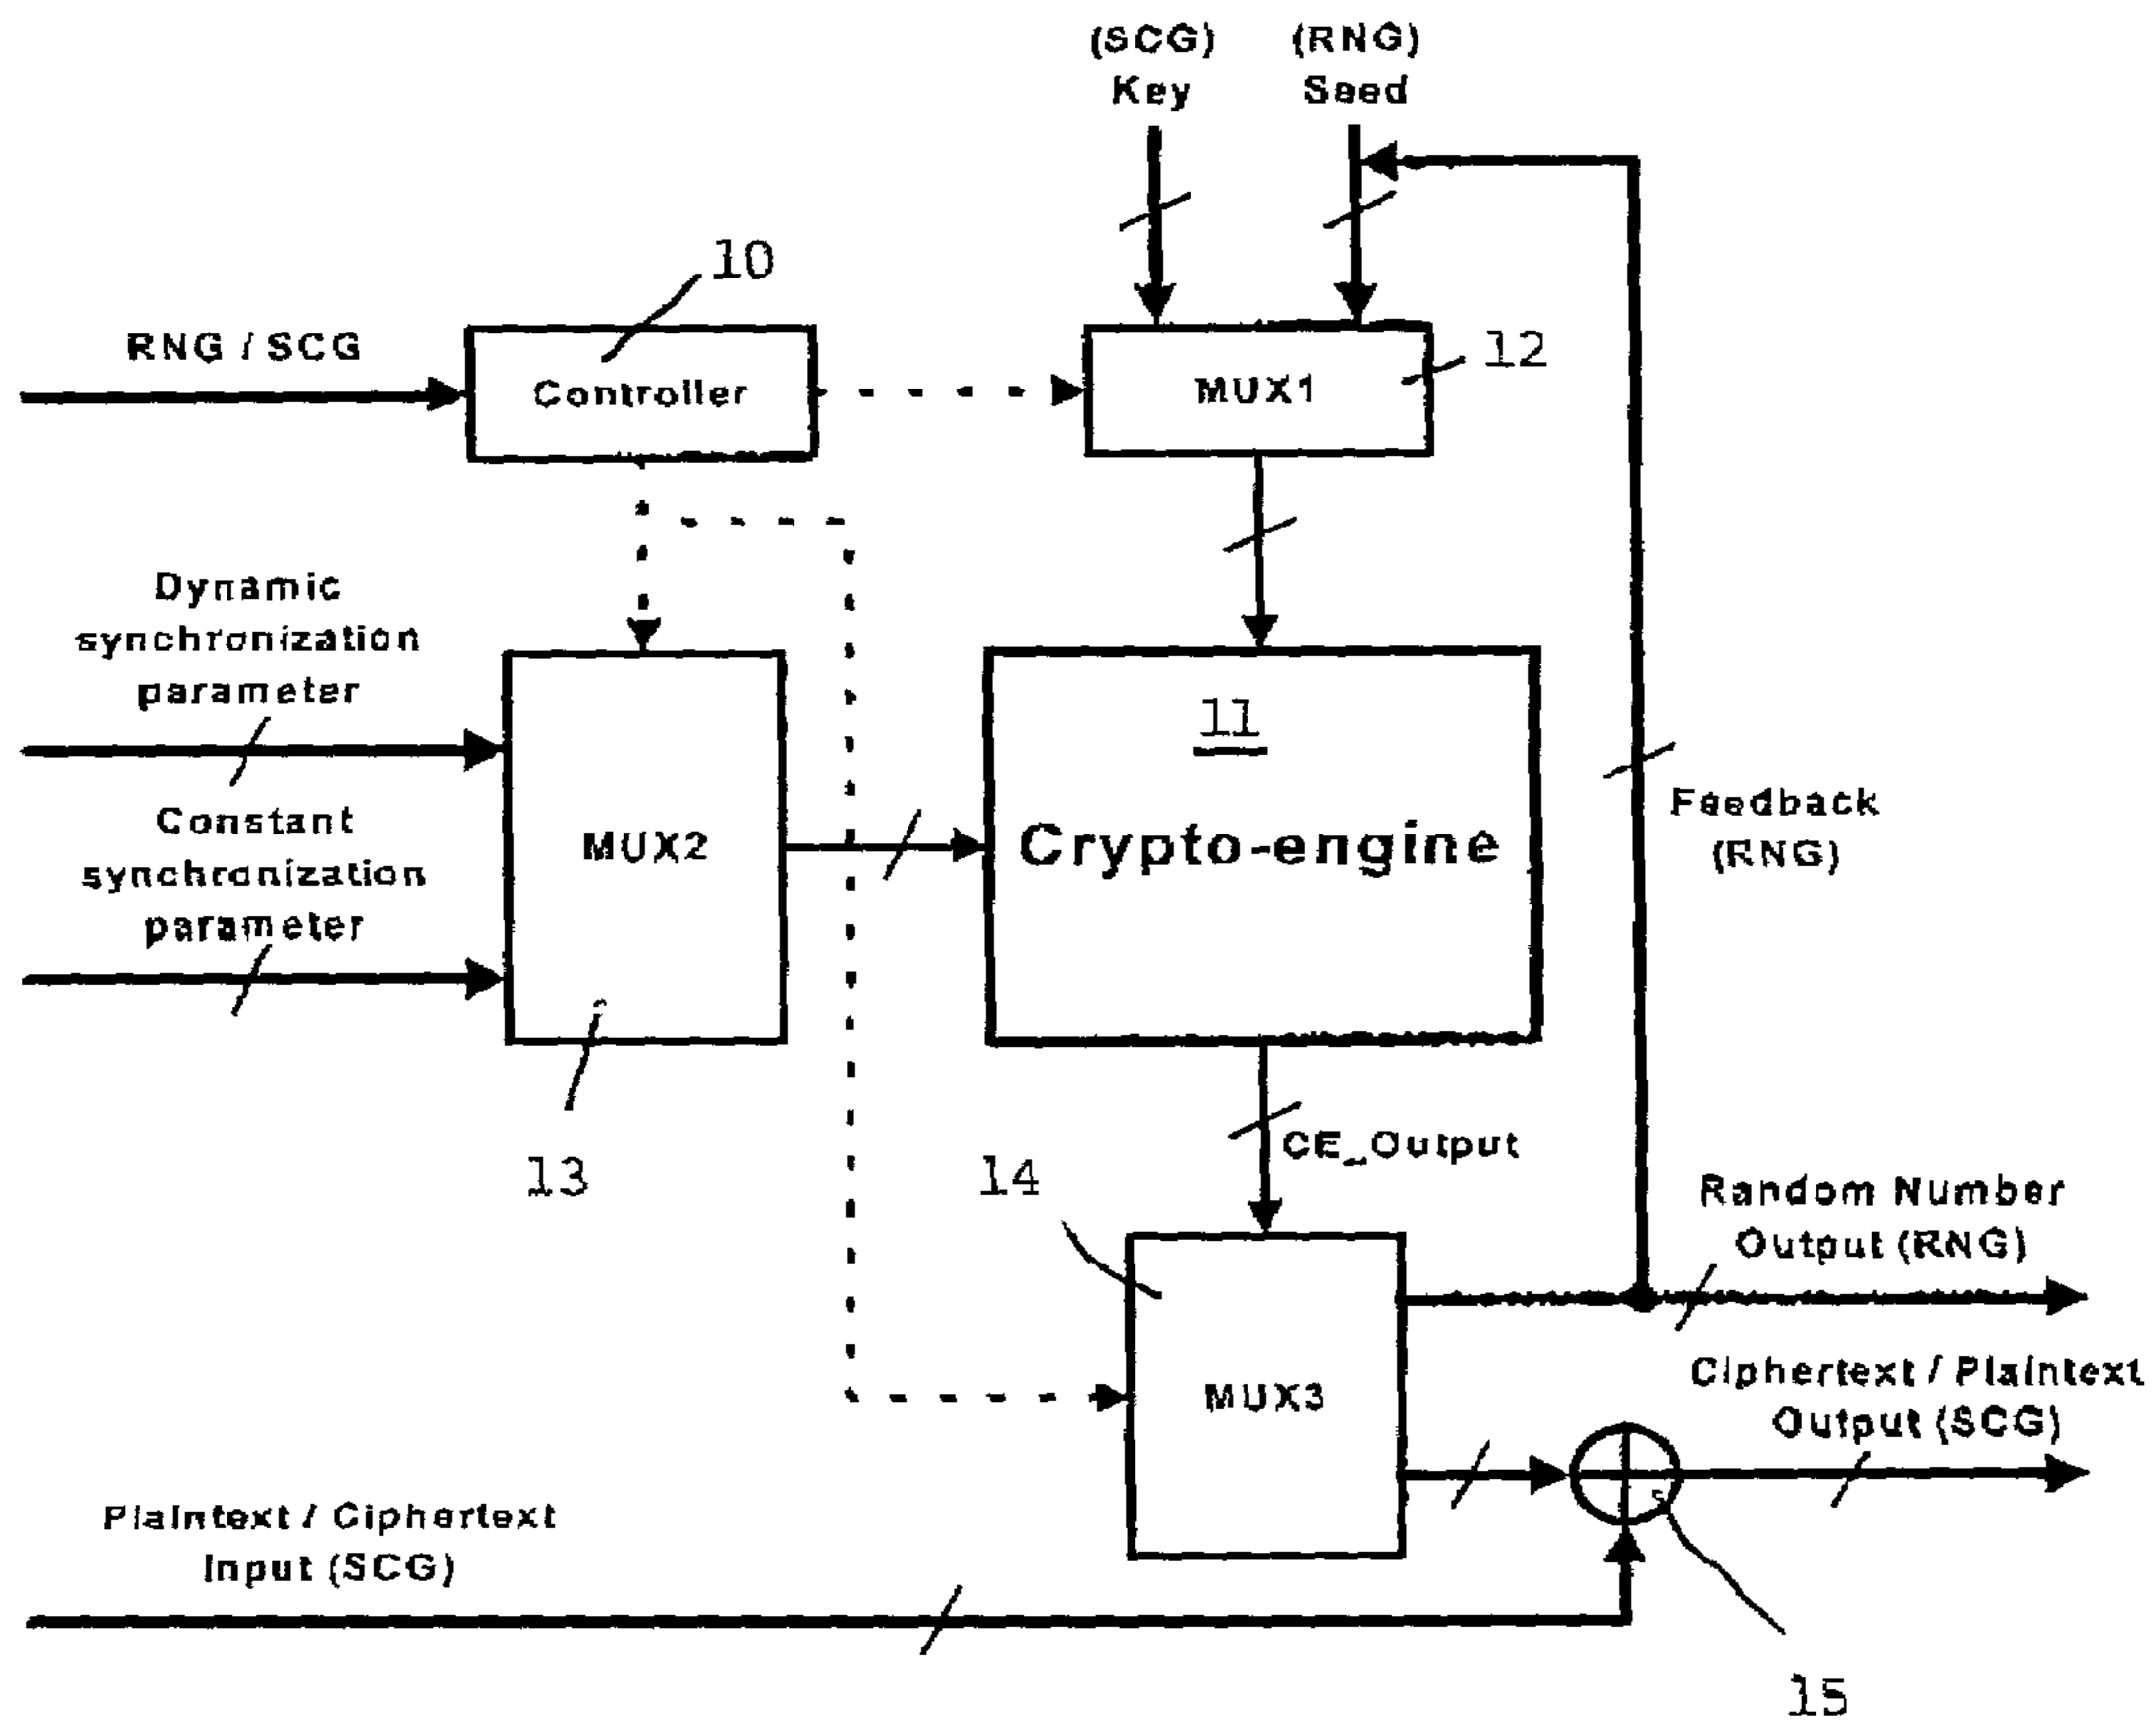 (SCG)
Key
(RNG)
Seed
10
RNG / SCG
Controller
MUX1
12
Dynamic
synchronization
parameter
11
Crypto-engine
MUX2
Constant
synchronization
parameter
Feedback
(RNG)
13
14
CE_Output
Random Number
Output (RNG)
MUX3
Ciphertext / Plaintext
Output (SCG)
Plaintext / Ciphertext
Input (SCG)
15